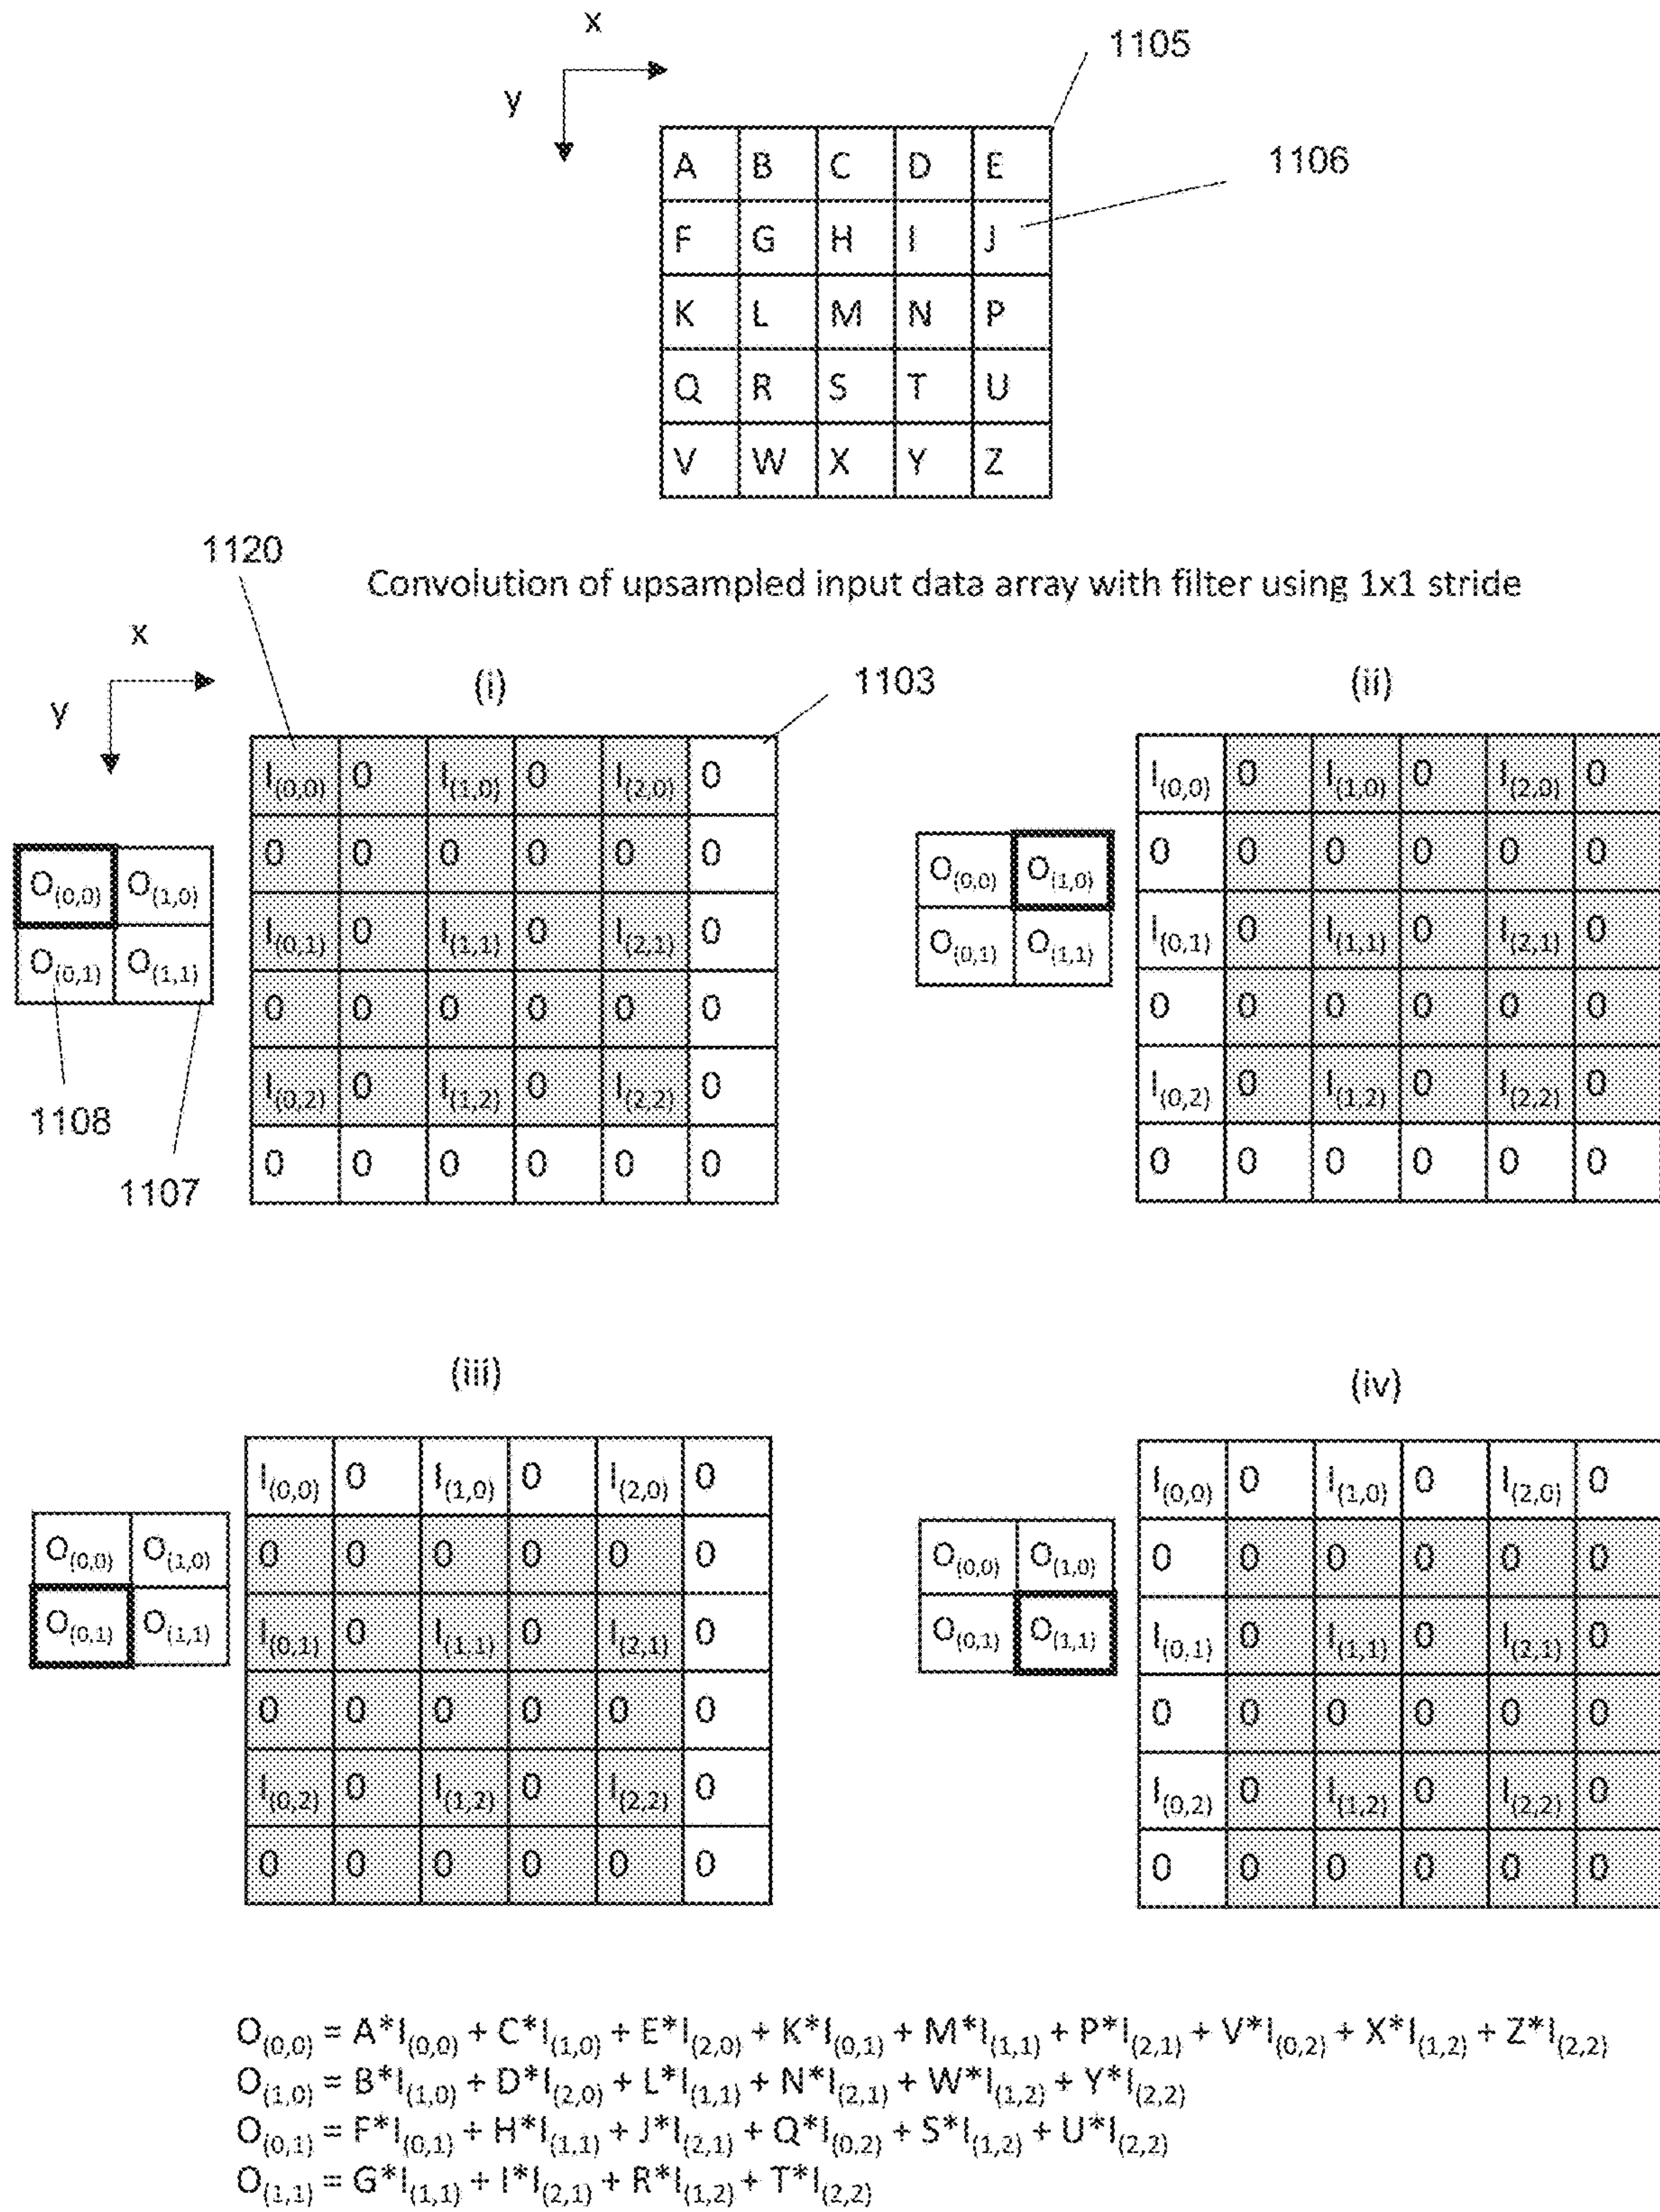 x
1105
y
1106
A B C D E
F G H I J
K L M N P
Q R S T U
V W X Y Z
1120
Convolution of upsampled input data array with filter using 1x1 stride
x
y
(i)
1103
(ii)
I(0,0) 0 I(1,0) 0 I(2,0) 0
0 0 0 0 0 0
I(0,1) 0 I(1,1) 0 I(2,1) 0
0 0 0 0 0 0
I(0,2) 0 I(1,2) 0 I(2,2) 0
0 0 0 0 0 0
O(0,0) O(1,0)
O(0,1) O(1,1)
1108
1107
I(0,0) 0 I(1,0) 0 I(2,0) 0
0 0 0 0 0 0
I(0,1) 0 I(1,1) 0 I(2,1) 0
0 0 0 0 0 0
I(0,2) 0 I(1,2) 0 I(2,2) 0
0 0 0 0 0 0
O(0,0) O(1,0)
O(0,1) O(1,1)
(iii)
(iv)
I(0,0) 0 I(1,0) 0 I(2,0) 0
0 0 0 0 0 0
I(0,1) 0 I(1,1) 0 I(2,1) 0
0 0 0 0 0 0
I(0,2) 0 I(1,2) 0 I(2,2) 0
0 0 0 0 0 0
O(0,0) O(1,0)
O(0,1) O(1,1)
I(0,0) 0 I(1,0) 0 I(2,0) 0
0 0 0 0 0 0
I(0,1) 0 I(1,1) 0 I(2,1) 0
0 0 0 0 0 0
I(0,2) 0 I(1,2) 0 I(2,2) 0
0 0 0 0 0 0
O(0,0) O(1,0)
O(0,1) O(1,1)
O(0,0) = A*I(0,0) + C*I(1,0) + E*I(2,0) + K*I(0,1) + M*I(1,1) + P*I(2,1) + V*I(0,2) + X*I(1,2) + Z*I(2,2)
O(1,0) = B*I(1,0) + D*I(2,0) + L*I(1,1) + N*I(2,1) + W*I(1,2) + Y*I(2,2)
O(0,1) = F*I(0,1) + H*I(1,1) + J*I(2,1) + Q*I(0,2) + S*I(1,2) + U*I(2,2)
O(1,1) = G*I(1,1) + I*I(2,1) + R*I(1,2) + T*I(2,2)